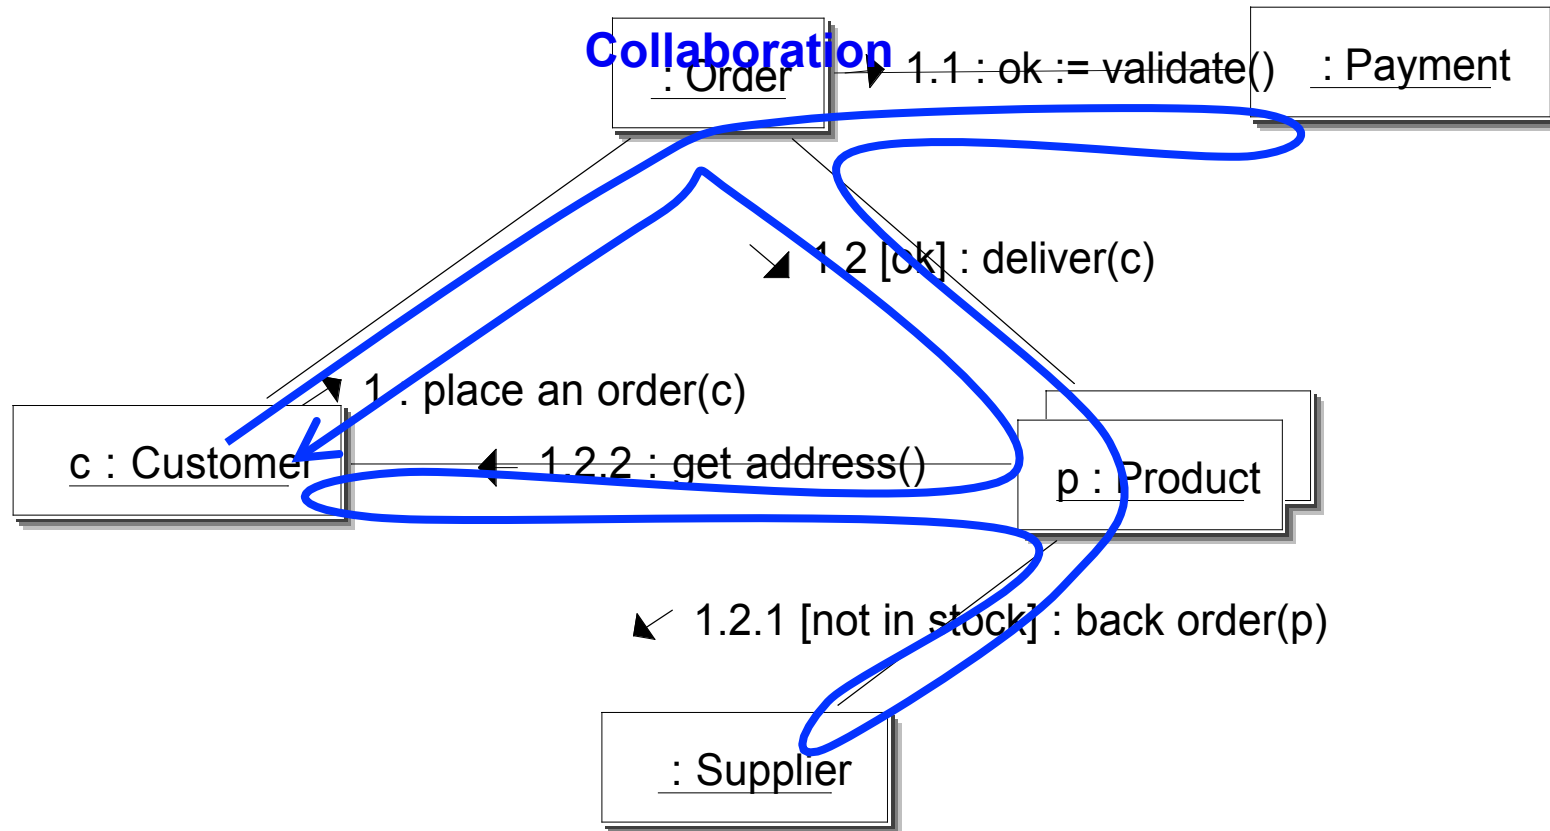 Collaboration
: Order
1.1 : ok := validate()
: Payment
1.2 [ok] : deliver(c)
1 : place an order(c)
c : Customer
1.2.2 : get address()
p : Product
1.2.1 [not in stock] : back order(p)
: Supplier